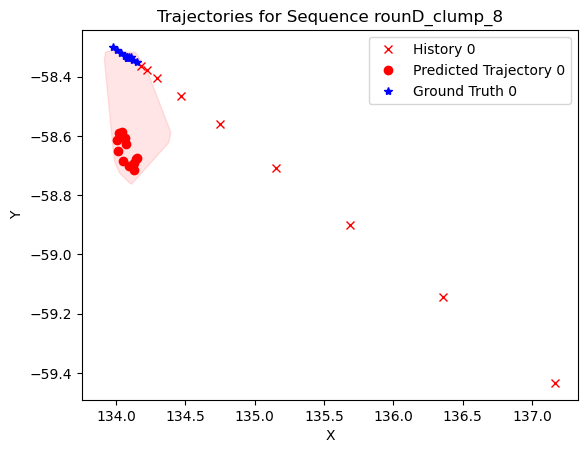 Trajectories for Sequence rounD_clump_8
History 0
Predicted Trajectory 0
Ground Truth 0
Y
−58.4
−58.6
−58.8
−59.0
−59.2
−59.4
134.0 134.5 135.0 135.5 136.0 136.5 137.0
X